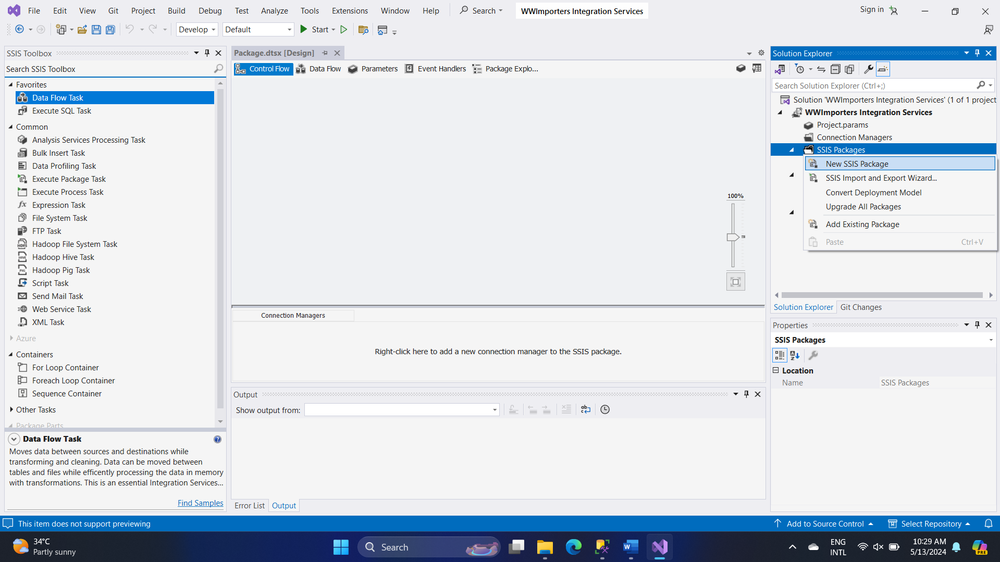 File Edit View Git Project Build Debug Test Analyze Tools Extensions Window Help Search WWImporters Integration Services Sign in
Develop Default Start
SSIS Toolbox
Search SSIS Toolbox
Favorites
Data Flow Task
Execute SQL Task
Common
Analysis Services Processing Task
Bulk Insert Task
Data Profiling Task
Execute Package Task
Execute Process Task
Expression Task
File System Task
FTP Task
Hadoop File System Task
Hadoop Hive Task
Hadoop Pig Task
Script Task
Send Mail Task
Web Service Task
XML Task
Azure
Containers
For Loop Container
Foreach Loop Container
Sequence Container
Other Tasks
Package Parts
Data Flow Task
Moves data between sources and destinations while
transforming and cleaning. Data can be moved between
tables and files while efficently processing the data in memory
with transformations. This is an essential Integration Services...
Find Samples
Package.dtsx [Design]
Control Flow Data Flow Parameters Event Handlers Package Explo...
100%
Connection Managers
Right-click here to add a new connection manager to the SSIS package.
Output
Show output from:
Error List Output
Solution Explorer
Search Solution Explorer (Ctrl+;)
Solution 'WWImporters Integration Services' (1 of 1 project
WWImporters Integration Services
Project.params
Connection Managers
SSIS Packages
New SSIS Package
SSIS Import and Export Wizard...
Convert Deployment Model
Upgrade All Packages
Add Existing Package
Paste Ctrl+V
Solution Explorer Git Changes
Properties
SSIS Packages
Location
Name SSIS Packages
This item does not support previewing Add to Source Control Select Repository
34°C
Partly sunny
Search
ENG
INTL
10:29 AM
5/13/2024
PRE